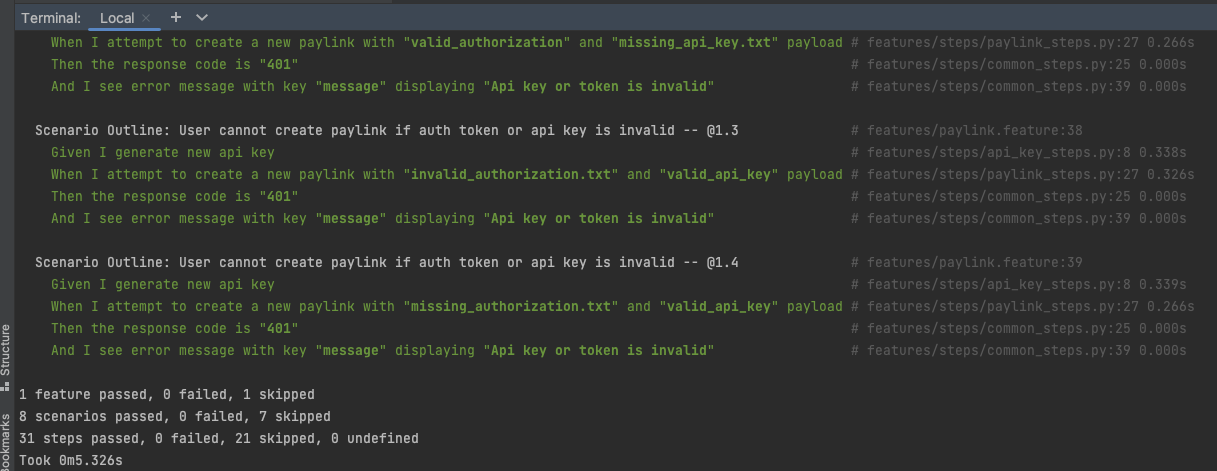 Terminal: Local × + ⌄
When I attempt to create a new paylink with "valid_authorization" and "missing_api_key.txt" payload # features/steps/paylink_steps.py:27 0.266s
Then the response code is "401" # features/steps/common_steps.py:25 0.000s
And I see error message with key "message" displaying "Api key or token is invalid" # features/steps/common_steps.py:39 0.000s
Scenario Outline: User cannot create paylink if auth token or api key is invalid -- @1.3 # features/paylink.feature:38
Given I generate new api key # features/steps/api_key_steps.py:8 0.338s
When I attempt to create a new paylink with "invalid_authorization.txt" and "valid_api_key" payload # features/steps/paylink_steps.py:27 0.326s
Then the response code is "401" # features/steps/common_steps.py:25 0.000s
And I see error message with key "message" displaying "Api key or token is invalid" # features/steps/common_steps.py:39 0.000s
Scenario Outline: User cannot create paylink if auth token or api key is invalid -- @1.4 # features/paylink.feature:39
Given I generate new api key # features/steps/api_key_steps.py:8 0.339s
When I attempt to create a new paylink with "missing_authorization.txt" and "valid_api_key" payload # features/steps/paylink_steps.py:27 0.266s
Then the response code is "401" # features/steps/common_steps.py:25 0.000s
And I see error message with key "message" displaying "Api key or token is invalid" # features/steps/common_steps.py:39 0.000s
1 feature passed, 0 failed, 1 skipped
8 scenarios passed, 0 failed, 7 skipped
31 steps passed, 0 failed, 21 skipped, 0 undefined
Took 0m5.326s
Structure
Bookmarks